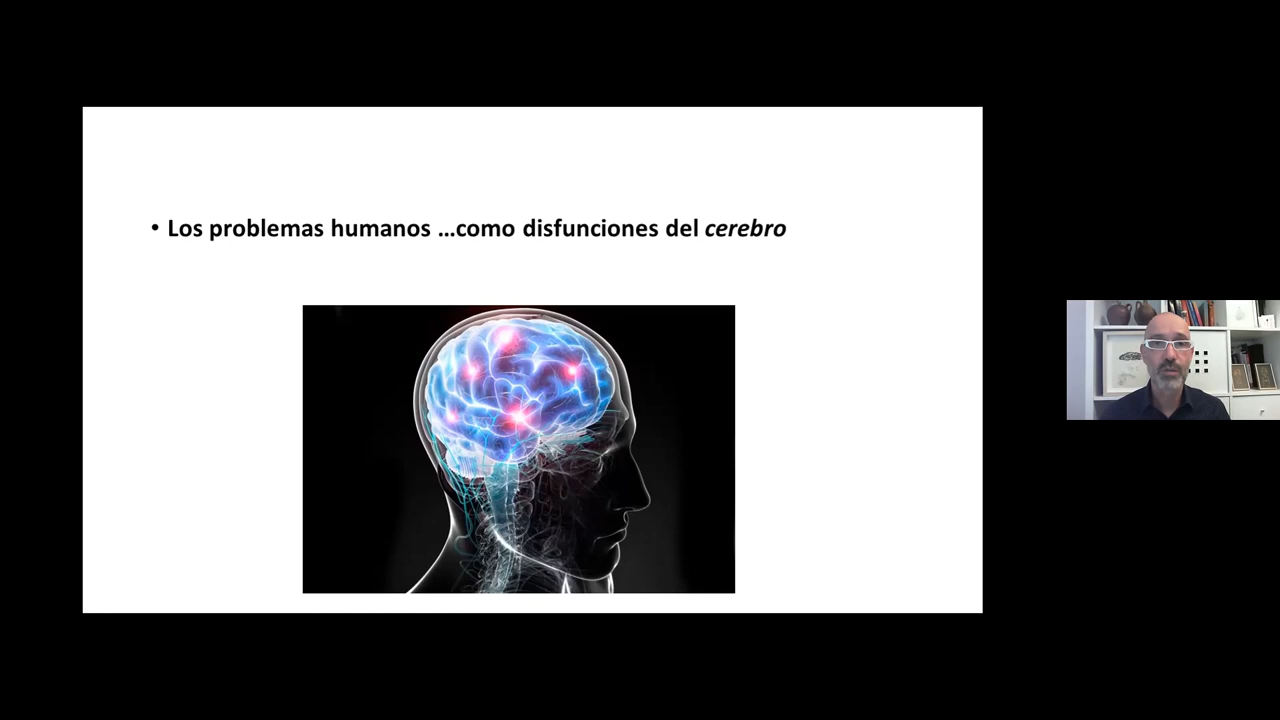 • Los problemas humanos …como disfunciones del cerebro